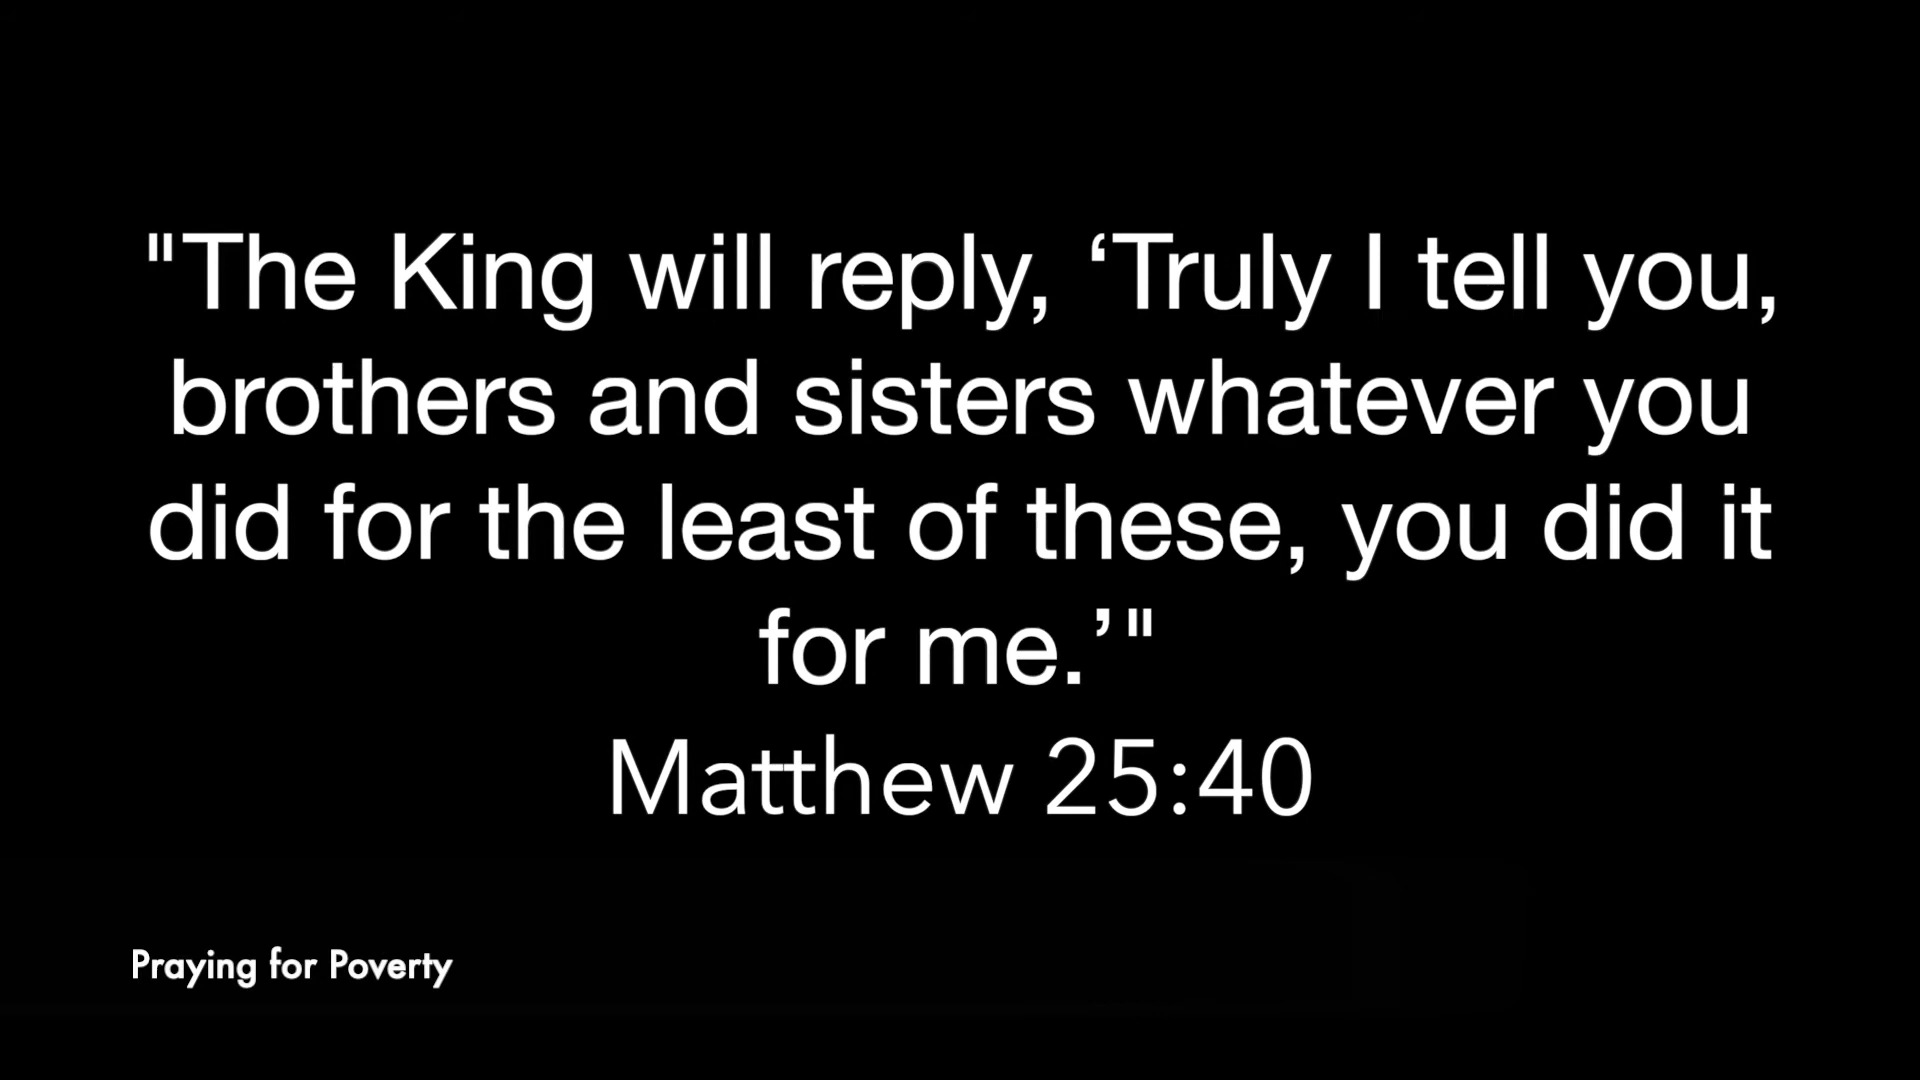 "The King will reply, ‘Truly I tell you,
brothers and sisters whatever you
did for the least of these, you did it
for me.’"
Matthew 25:40
Praying for Poverty